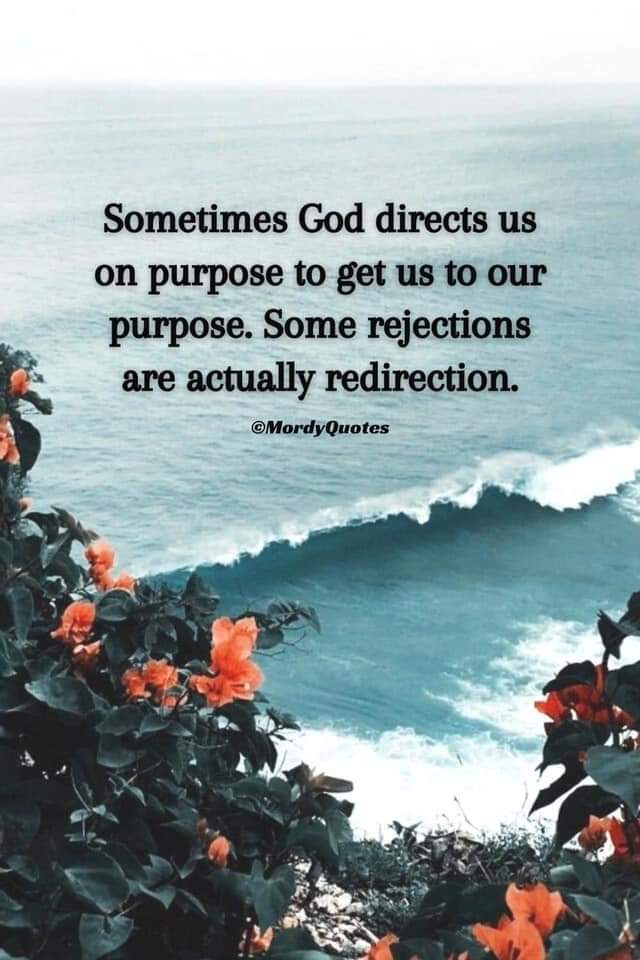 Sometimes God directs us
on purpose to get us to our
purpose. Some rejections
are actually redirection.
©MordyQuotes